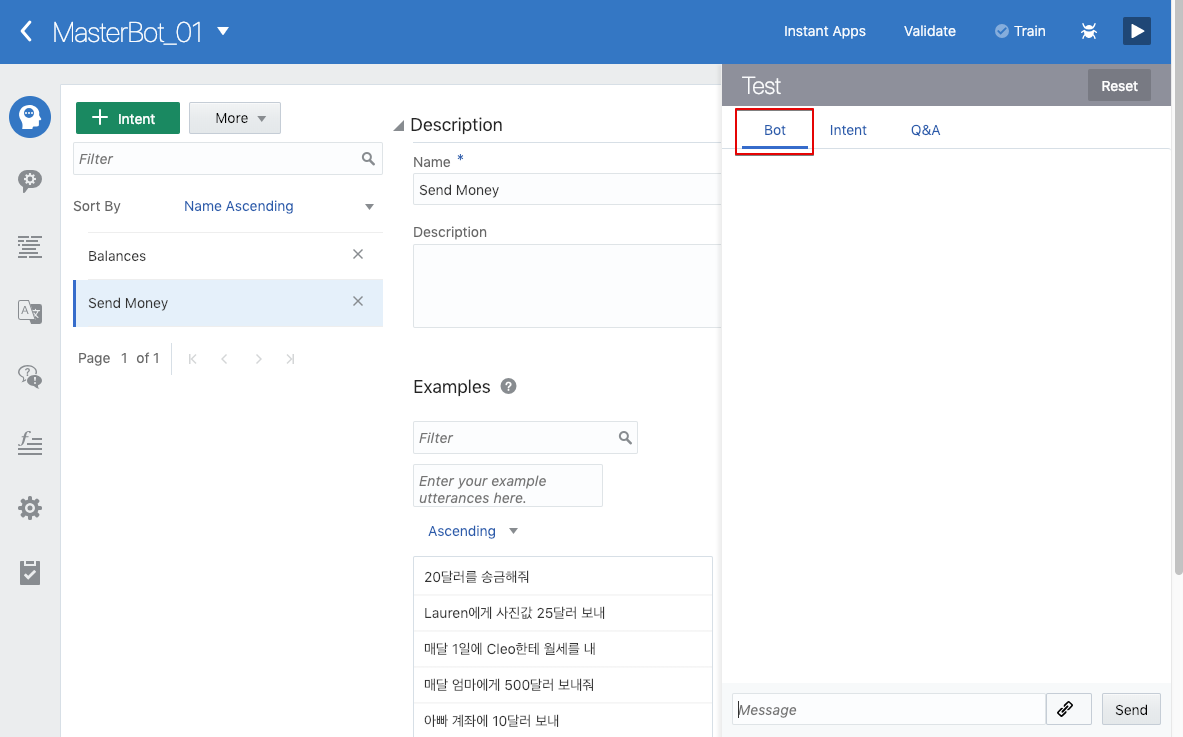 MasterBot_01
Instant Apps
Validate
Train
Intent
More
Filter
Sort By
Name Ascending
Balances
Send Money
Page 1 of 1
Description
Name *
Send Money
Description
Examples
Filter
Enter your example
utterances here.
Ascending
20달러를 송금해줘
Lauren에게 사진값 25달러 보내
매달 1일에 Cleo한테 월세를 내
매달 엄마에게 500달러 보내줘
아빠 계좌에 10달러 보내
Test
Reset
Bot
Intent
Q&A
Message
Send